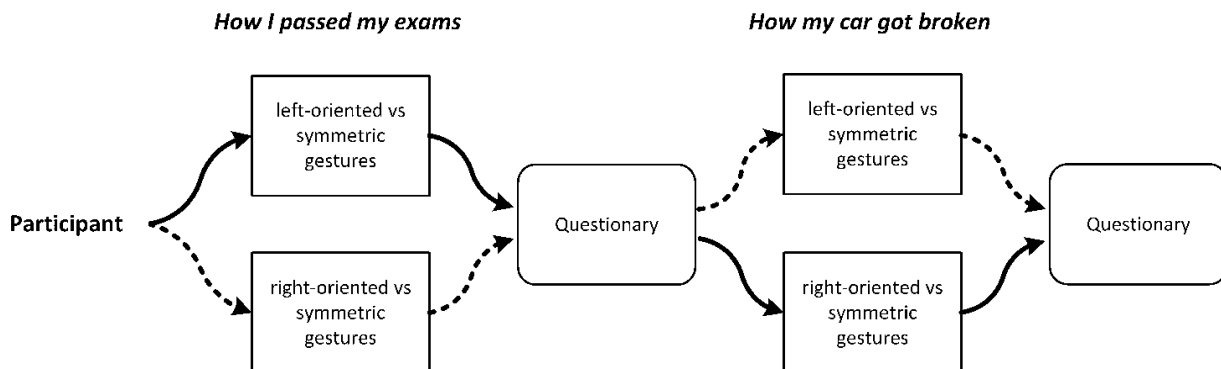 How I passed my exams
How my car got broken
Participant
left-oriented vs
symmetric
gestures
right-oriented vs
symmetric
gestures
Questionary
left-oriented vs
symmetric
gestures
right-oriented vs
symmetric
gestures
Questionary